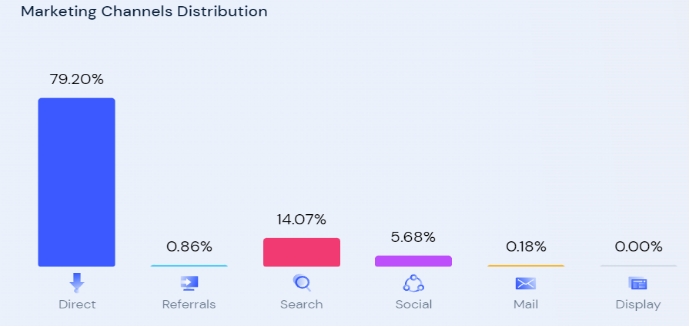 Marketing Channels Distribution
79.20%
0.86%
14.07%
5.68%
0.18%
0.00%
Direct
Referrals
Search
Social
Mail
Display